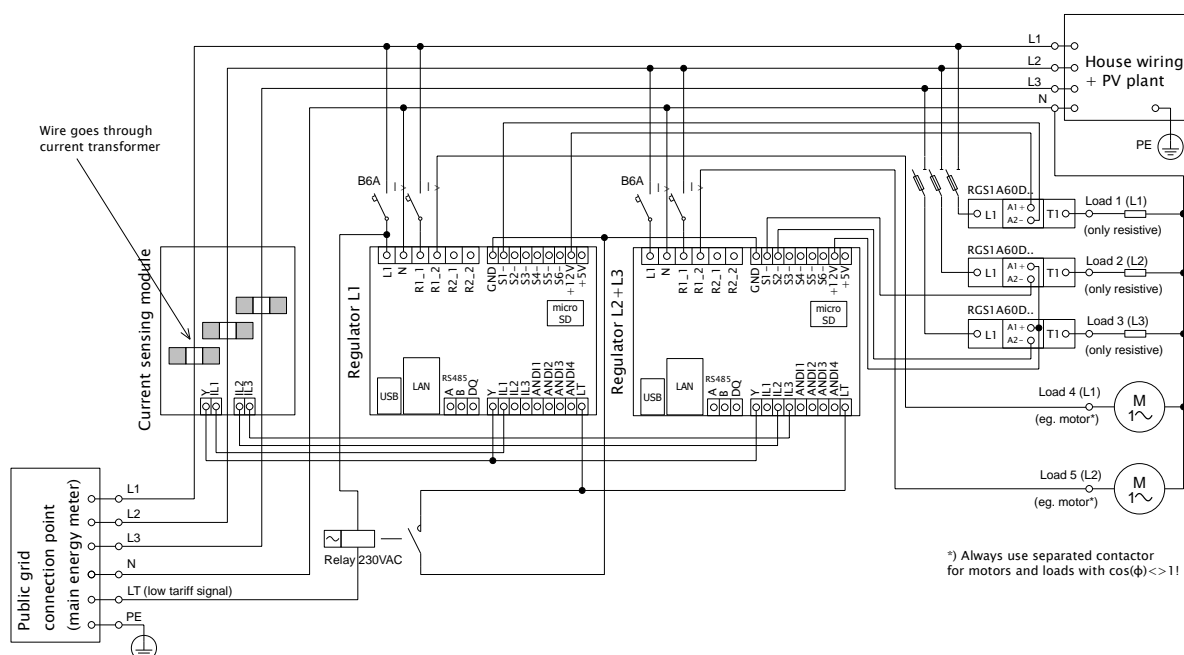 L1
L2
L3
N
House wiring
+ PV plant
PE
Wire goes through
current transformer
B6A
I >
I >
B6A
I >
I >
RGS1A60D..
L1
A1+
A2-
T1
Load 1 (L1)
(only resistive)
RGS1A60D..
L1
A1+
A2-
T1
Load 2 (L2)
(only resistive)
RGS1A60D..
L1
A1+
A2-
T1
Load 3 (L3)
(only resistive)
Current sensing module
Y
IL1
IL2
IL3
Regulator L1
L1
N
R1_1
R1_2
R2_1
R2_2
GND
S1-
S2-
S3-
S4-
S5-
S6-
+12V
+5V
micro
SD
USB
LAN
RS485
A
B
DQ
Y
IL1
IL2
IL3
ANDI1
ANDI2
ANDI3
ANDI4
LT
Regulator L2+L3
L1
N
R1_1
R1_2
R2_1
R2_2
GND
S1-
S2-
S3-
S4-
S5-
S6-
+12V
+5V
micro
SD
USB
LAN
RS485
A
B
DQ
Y
IL1
IL2
IL3
ANDI1
ANDI2
ANDI3
ANDI4
LT
Load 4 (L1)
(eg. motor*)
M
1~
Load 5 (L2)
(eg. motor*)
M
1~
Public grid
connection point
(main energy meter)
L1
L2
L3
N
LT (low tariff signal)
PE
~
Relay 230VAC
*) Always use separated contactor
for motors and loads with cos(ϕ)<>1!